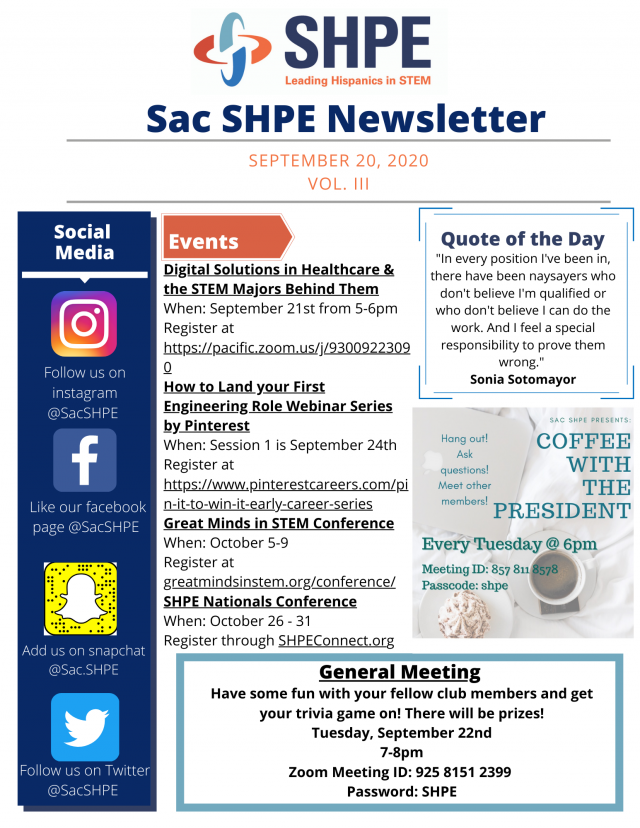 SHPE
Leading Hispanics in STEM
Sac SHPE Newsletter
SEPTEMBER 20, 2020
VOL. III
Social
Media
Follow us on
instagram
@SacSHPE
Like our facebook
page @SacSHPE
Add us on snapchat
@Sac.SHPE
Follow us on Twitter
@SacSHPE
Events
Digital Solutions in Healthcare &
the STEM Majors Behind Them
When: September 21st from 5-6pm
Register at
https://pacific.zoom.us/j/9300922309
0
How to Land your First
Engineering Role Webinar Series
by Pinterest
When: Session 1 is September 24th
Register at
https://www.pinterestcareers.com/pi
n-it-to-win-it-early-career-series
Great Minds in STEM Conference
When: October 5-9
Register at
greatmindsinstem.org/conference/
SHPE Nationals Conference
When: October 26 - 31
Register through SHPEConnect.org
Quote of the Day
"In every position I've been in,
there have been naysayers who
don't believe I'm qualified or
who don't believe I can do the
work. And I feel a special
responsibility to prove them
wrong."
Sonia Sotomayor
SAC SHPE PRESENTS:
COFFEE
WITH
THE
PRESIDENT
Hang out!
Ask
questions!
Meet other
members!
Every Tuesday @ 6pm
Meeting ID: 857 811 8578
Passcode: shpe
General Meeting
Have some fun with your fellow club members and get
your trivia game on! There will be prizes!
Tuesday, September 22nd
7-8pm
Zoom Meeting ID: 925 8151 2399
Password: SHPE